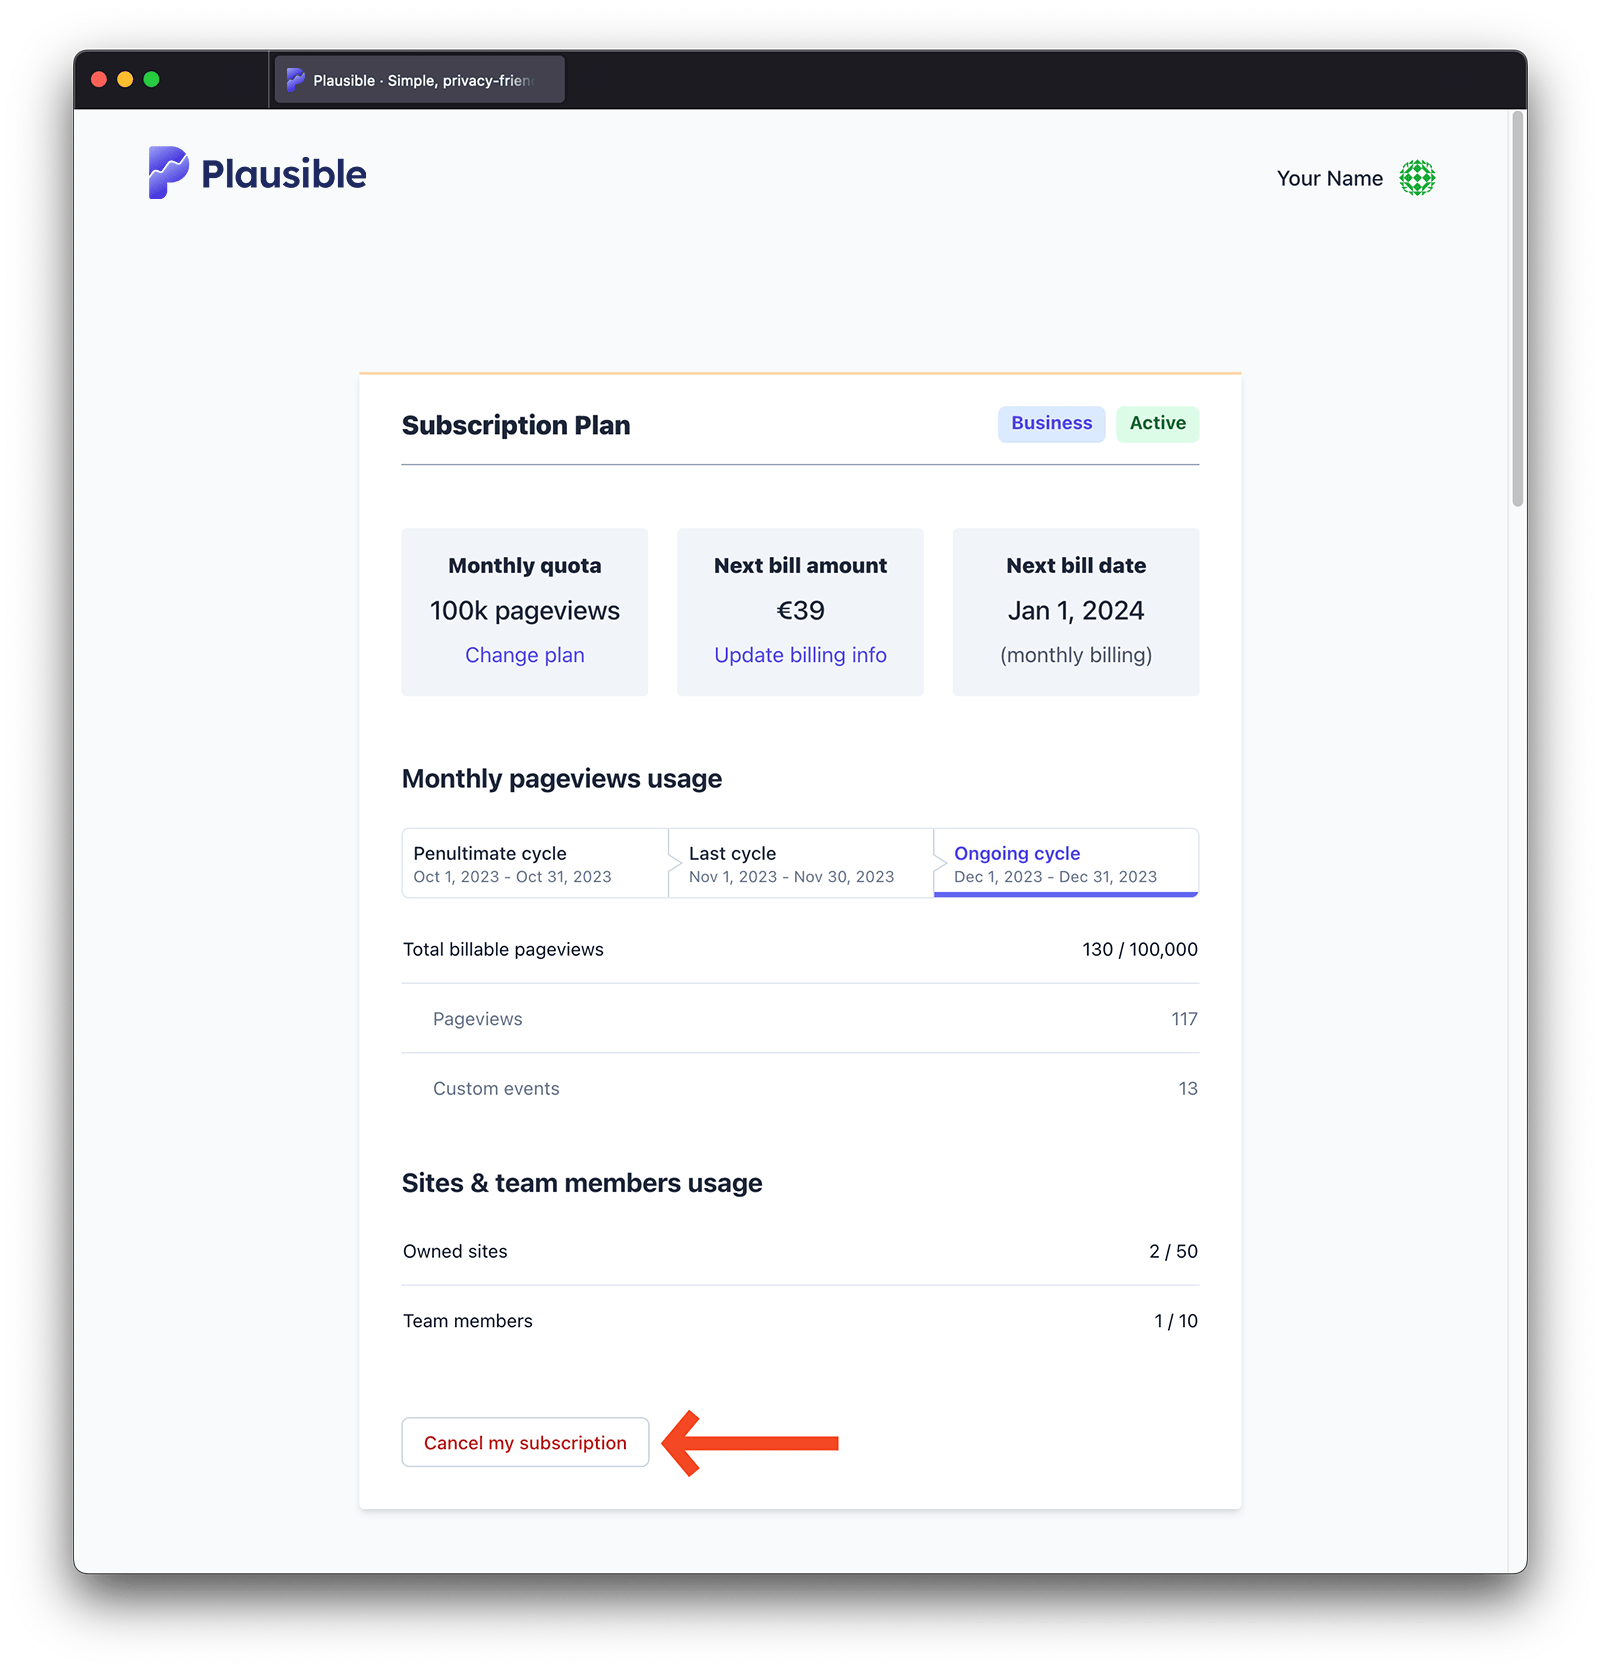 Plausible · Simple, privacy-frien
Plausible
Your Name
Subscription Plan
Business
Active
Monthly quota
100k pageviews
Change plan
Next bill amount
€39
Update billing info
Next bill date
Jan 1, 2024
(monthly billing)
Monthly pageviews usage
Penultimate cycle
Oct 1, 2023 - Oct 31, 2023
Last cycle
Nov 1, 2023 - Nov 30, 2023
Ongoing cycle
Dec 1, 2023 - Dec 31, 2023
Total billable pageviews 130 / 100,000
Pageviews 117
Custom events 13
Sites & team members usage
Owned sites 2 / 50
Team members 1 / 10
Cancel my subscription